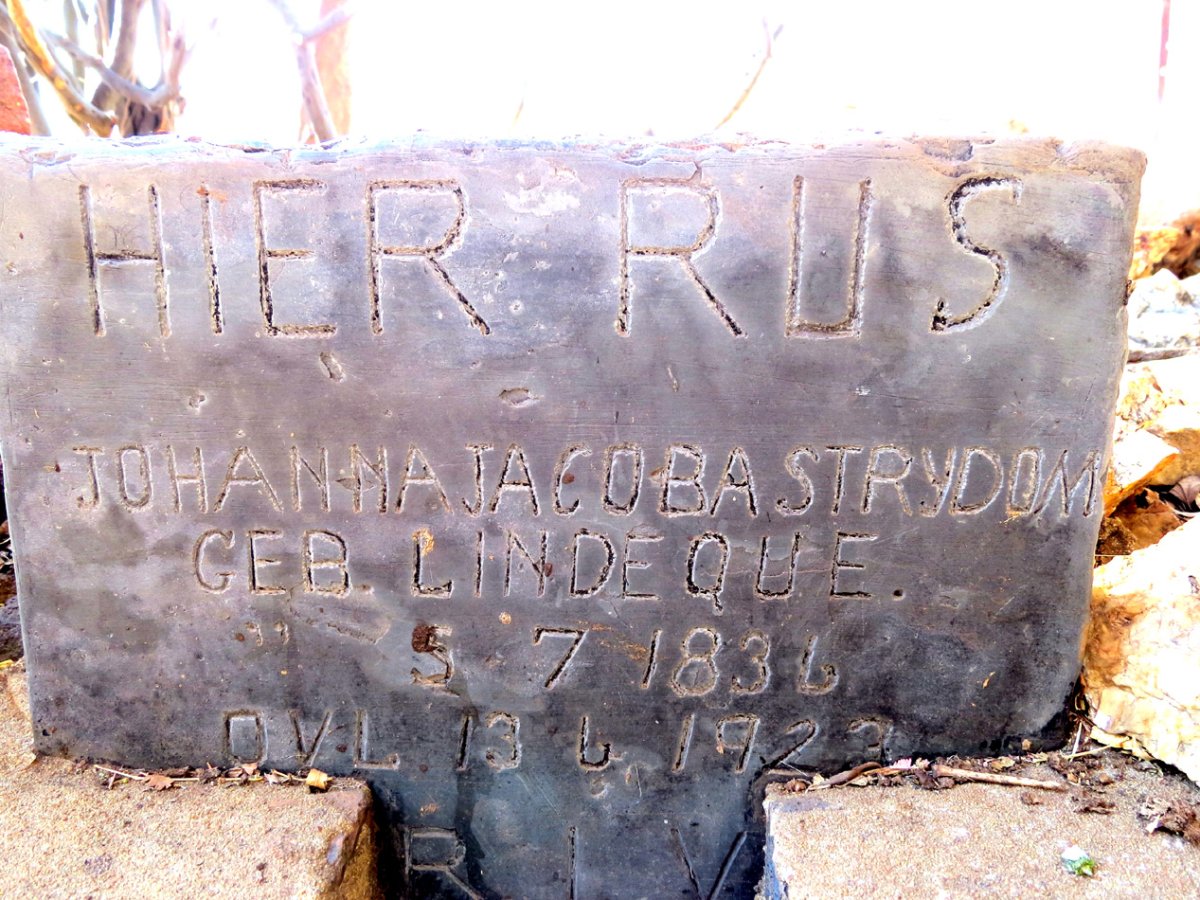 HIER RUS
JOHANNA JACOBA STRYDOM
GEB. LINDEQUE.
" 5 7 1836
OVL 13 6 1923
R I V